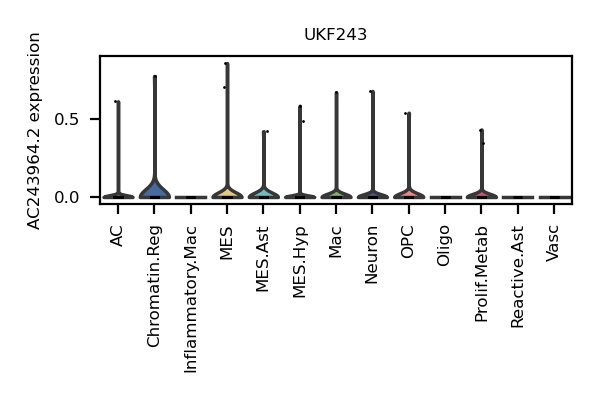 UKF243
AC243964.2 expression
0.5
0.0
AC
Chromatin.Reg
Inflammatory.Mac
MES
MES.Ast
MES.Hyp
Mac
Neuron
OPC
Oligo
Prolif.Metab
Reactive.Ast
Vasc